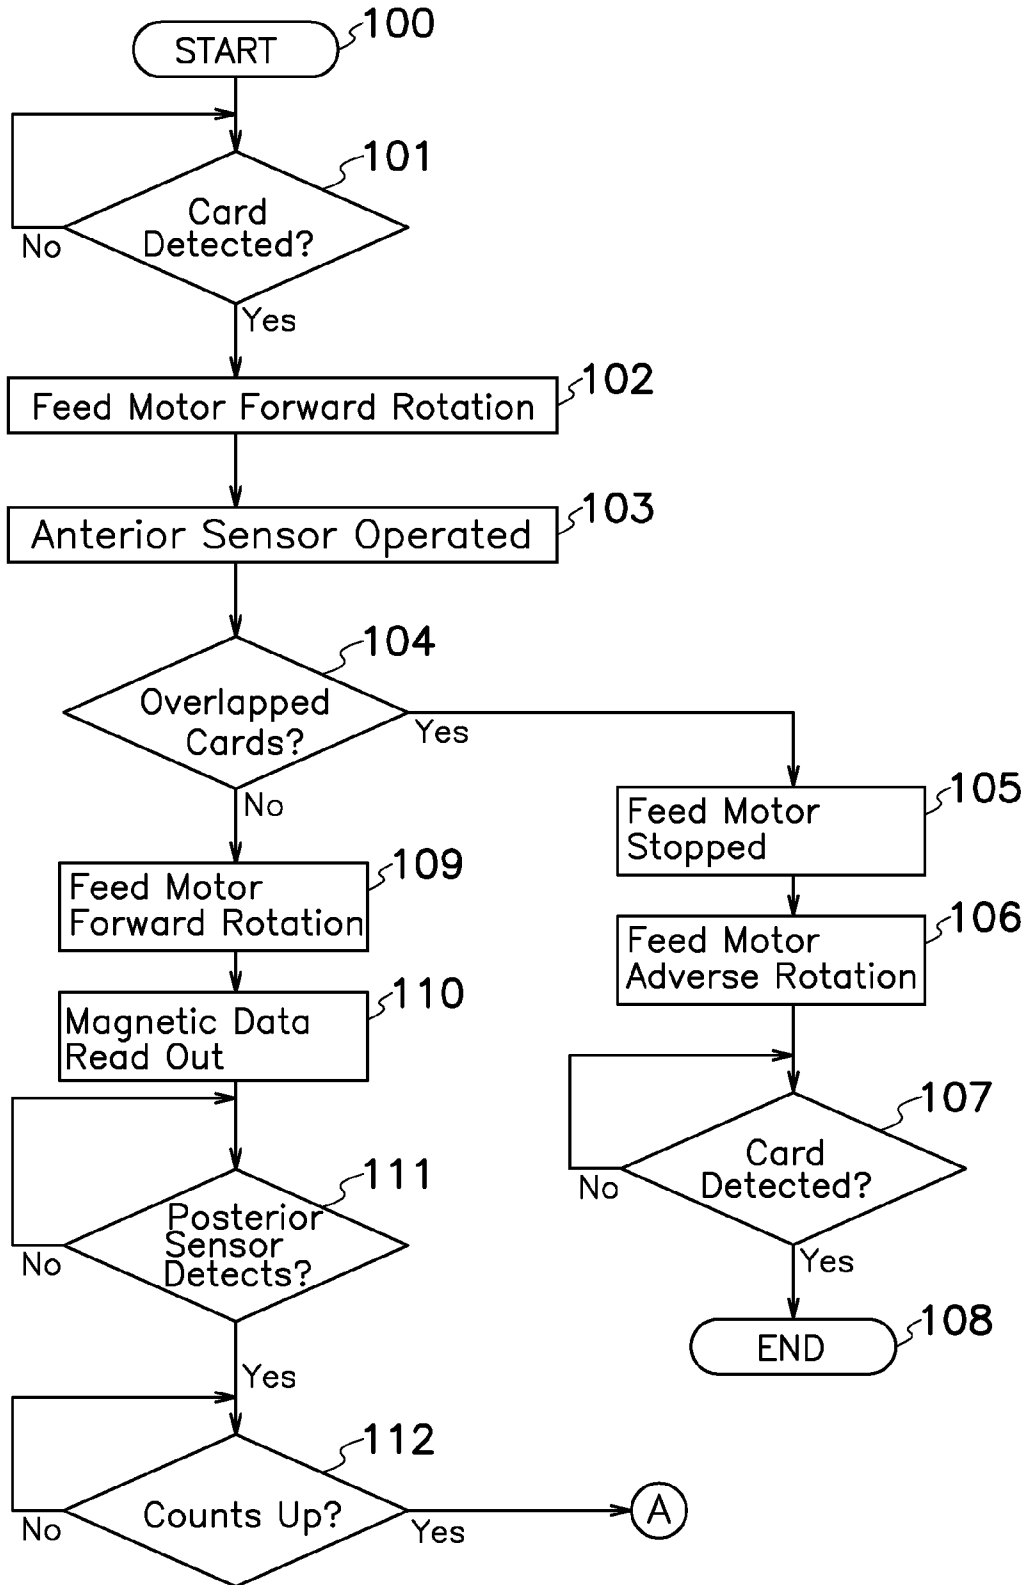 START
100
101
Card
Detected?
No
Yes
102
Feed Motor Forward Rotation
103
Anterior Sensor Operated
104
Overlapped
Cards?
Yes
No
105
Feed Motor
Stopped
109
Feed Motor
Forward Rotation
106
Feed Motor
Adverse Rotation
110
Magnetic Data
Read Out
107
Card
Detected?
No
Yes
111
Posterior
Sensor
Detects?
No
Yes
108
END
112
Counts Up?
No
Yes
A